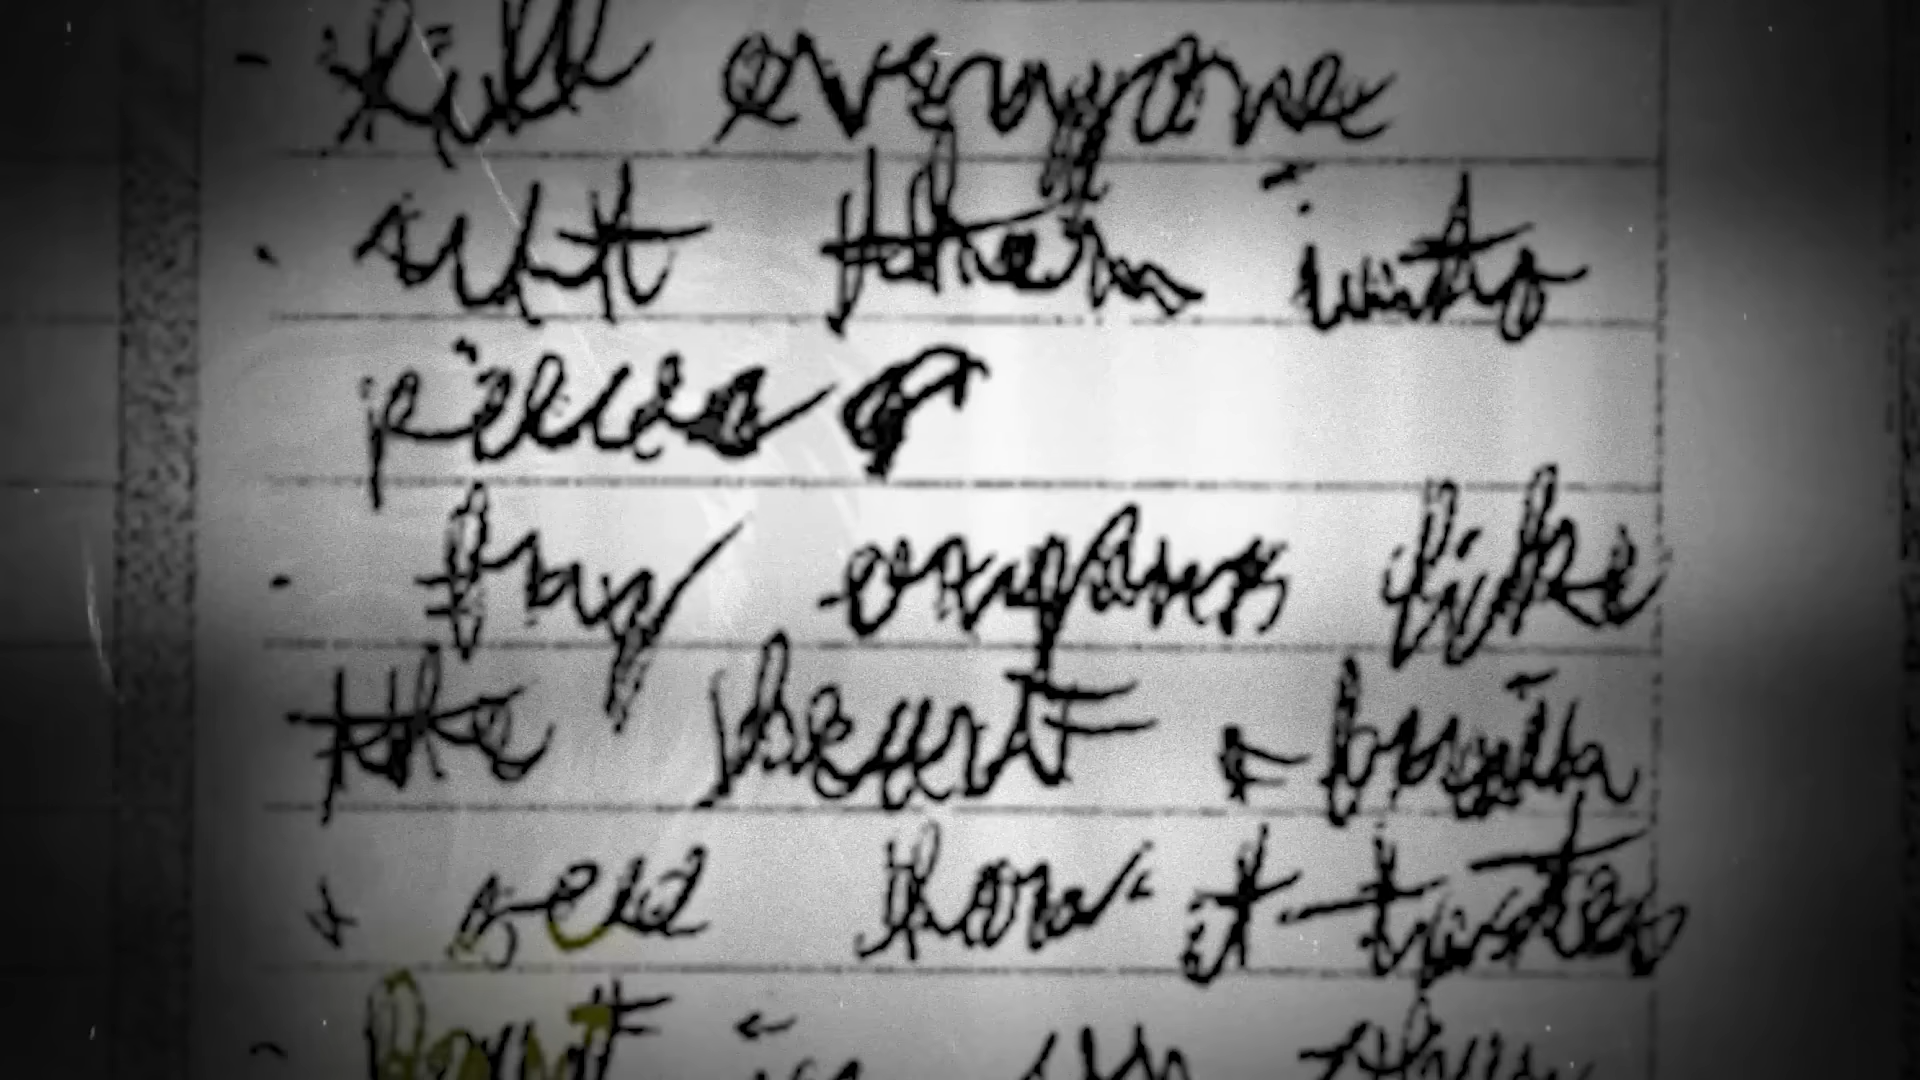 - kill everyone
· cut them into
pieces
· fry organs like
the heart + brain
+ see how it tastes